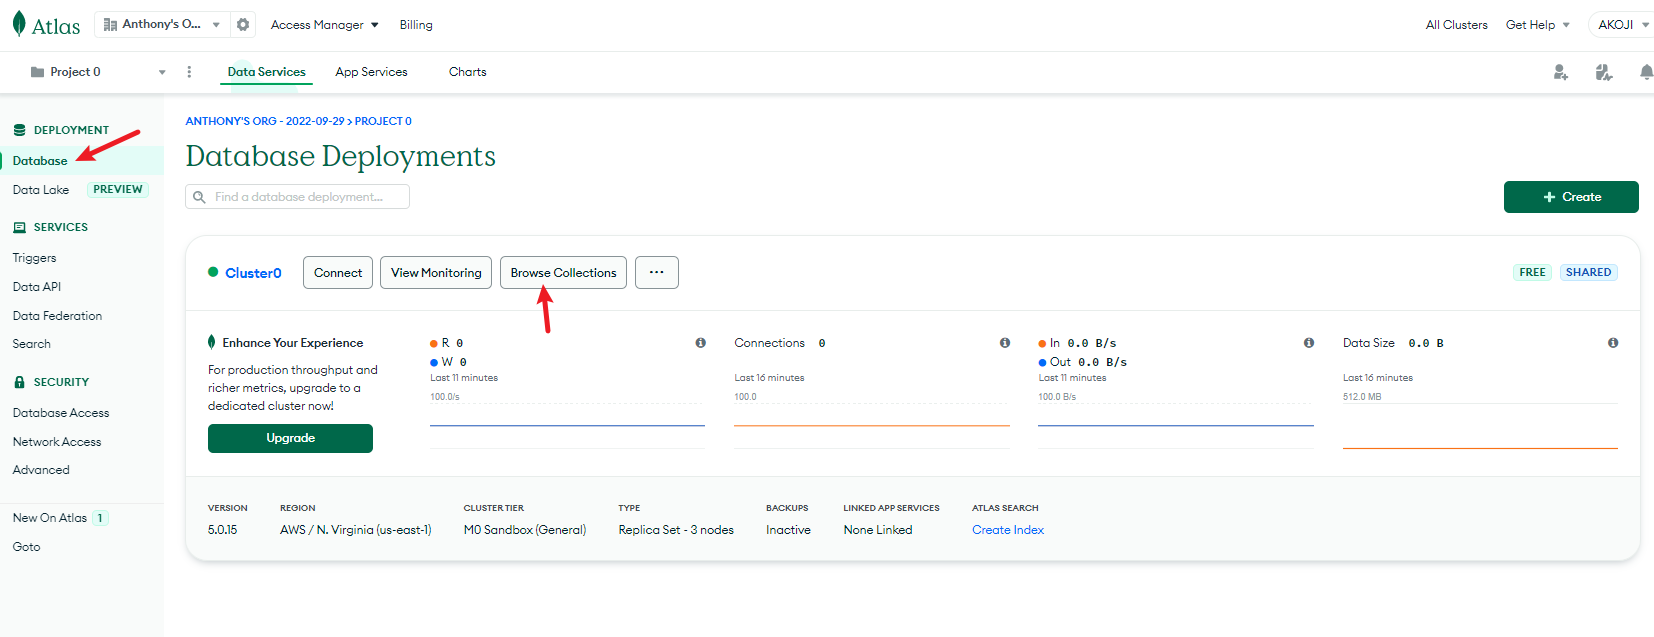 Atlas
Anthony's O...
Access Manager
Billing
All Clusters
Get Help
AKOJI
Project 0
Data Services
App Services
Charts
DEPLOYMENT
Database
Data Lake
PREVIEW
SERVICES
Triggers
Data API
Data Federation
Search
SECURITY
Database Access
Network Access
Advanced
New On Atlas 1
Goto
ANTHONY'S ORG - 2022-09-29 > PROJECT 0
Database Deployments
Find a database deployment...
+ Create
Cluster0
Connect
View Monitoring
Browse Collections
...
FREE
SHARED
Enhance Your Experience
For production throughput and
richer metrics, upgrade to a
dedicated cluster now!
Upgrade
R 0
W 0
Last 11 minutes
100.0/s
Connections 0
Last 16 minutes
100.0
In 0.0 B/s
Out 0.0 B/s
Last 11 minutes
100.0 B/s
Data Size 0.0 B
Last 16 minutes
512.0 MB
VERSION
5.0.15
REGION
AWS / N. Virginia (us-east-1)
CLUSTER TIER
M0 Sandbox (General)
TYPE
Replica Set - 3 nodes
BACKUPS
Inactive
LINKED APP SERVICES
None Linked
ATLAS SEARCH
Create Index